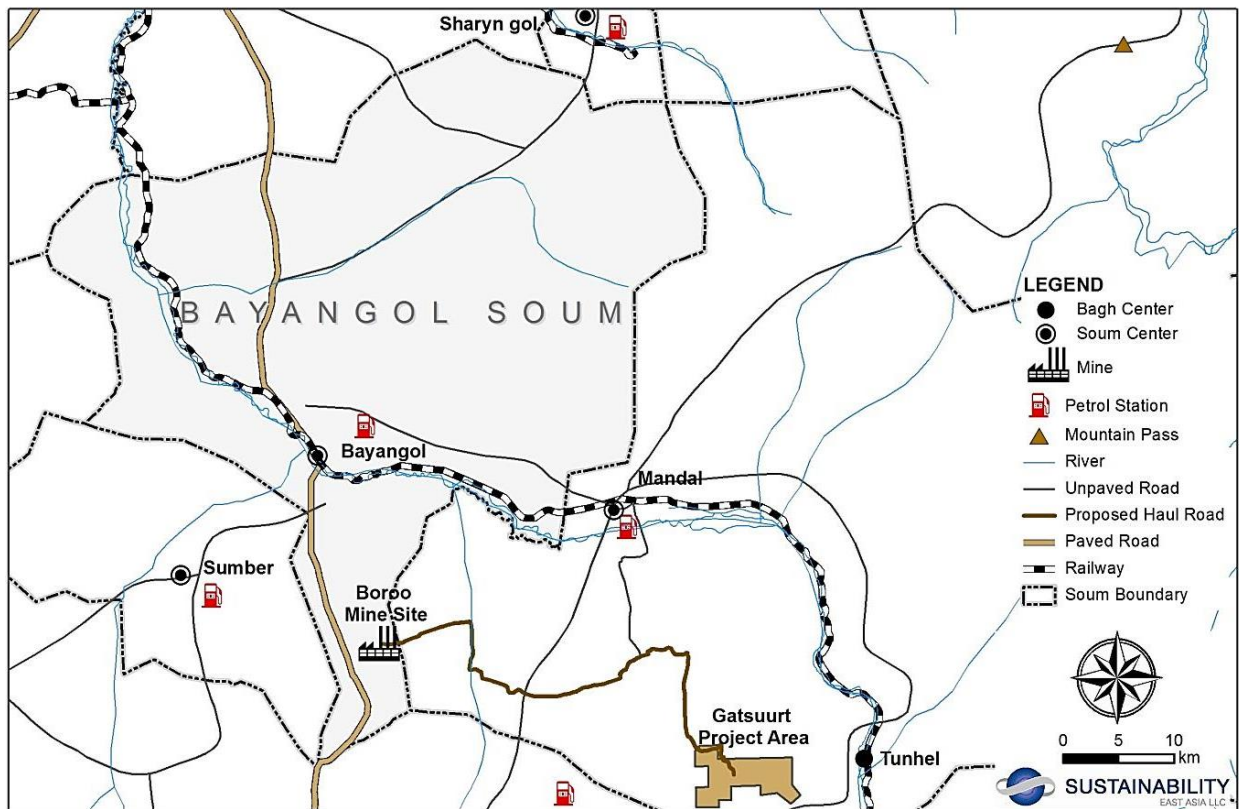 Sharyn gol
BAYANGOL SOUM
Bayangol
Mandal
Sumber
Boroo
Mine Site
Gatsuurt
Project Area
Tunhel
LEGEND
Bagh Center
Soum Center
Mine
Petrol Station
Mountain Pass
River
Unpaved Road
Proposed Haul Road
Paved Road
Railway
Soum Boundary
0 5 10
km
SUSTAINABILITY
EAST ASIA LLC